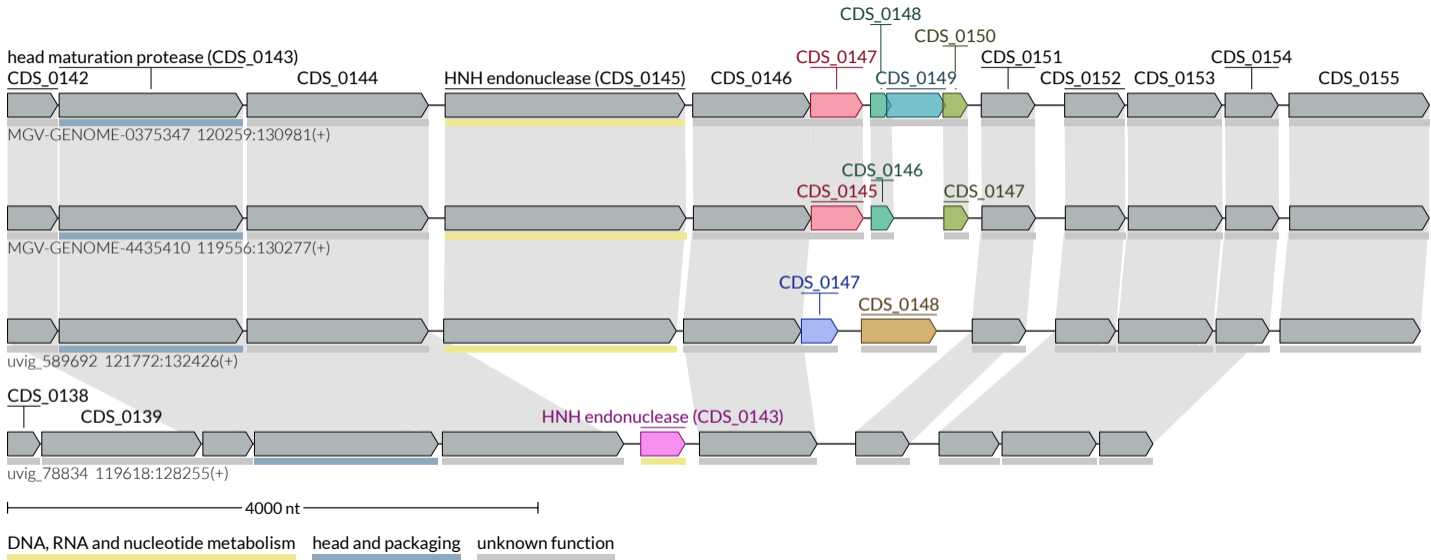 CDS_0148
CDS_0150
head maturation protease (CDS_0143) CDS_0147 CDS_0151 CDS_0154
CDS_0142 CDS_0144 HNH endonuclease (CDS_0145) CDS_0146 CDS_0149 CDS_0152 CDS_0153 CDS_0155
MGV-GENOME-0375347 120259:130981(+)
CDS_0146
CDS_0145 CDS_0147
MGV-GENOME-4435410 119556:130277(+)
CDS_0147
CDS_0148
uvig_589692 121772:132426(+)
CDS_0138
CDS_0139 HNH endonuclease (CDS_0143)
uvig_78834 119618:128255(+)
4000 nt
DNA, RNA and nucleotide metabolism head and packaging unknown function